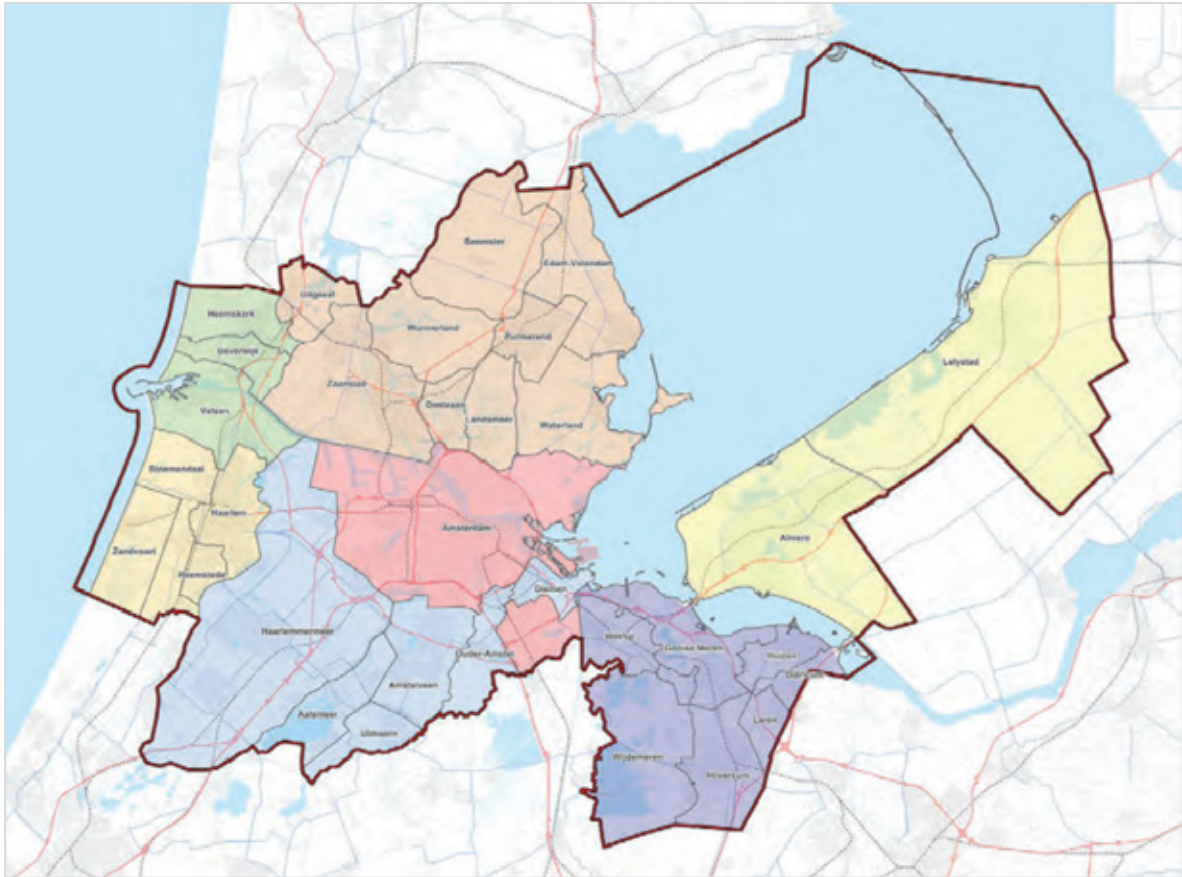 Beemster
Edam-Volendam
Uitgeest
Heemskerk
Wormerland
Purmerend
Beverwijk
Zaanstad
Lelystad
Velsen
Oostzaan
Landsmeer
Waterland
Bloemendaal
Haarlem
Amsterdam
Almere
Zandvoort
Heemstede
Diemen
Haarlemmermeer
Weesp
Gooise Meren
Huizen
Ouder-Amstel
Amstelveen
Laren
Aalsmeer
Uithoorn
Wijdemeren
Hilversum